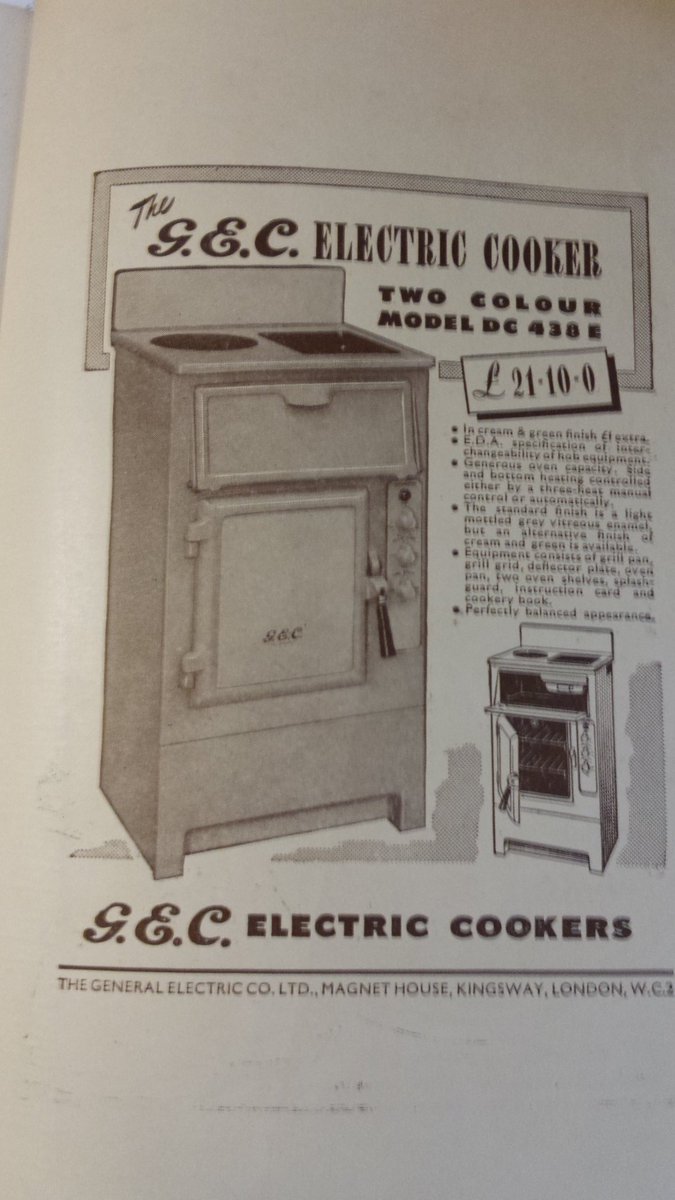 The
G.E.C. ELECTRIC COOKER
TWO COLOUR
MODEL DC 438 E
£ 21-10-0
• In cream & green finish £1 extra.
• E.D.A. specification of inter-
changeability of hob equipment.
• Generous oven capacity. Side
and bottom heating controlled
either by a three-heat manual
control or automatically.
• The standard finish is a light
mottled grey vitreous enamel,
but an alternative finish of
cream and green is available.
• Equipment consists of grill pan,
grill grid, deflector plate, oven
pan, two oven shelves, splash-
guard, instruction card and
cookery book.
• Perfectly balanced appearance.
G.E.C.
G.E.C. ELECTRIC COOKERS
THE GENERAL ELECTRIC CO. LTD., MAGNET HOUSE, KINGSWAY, LONDON, W.C.2